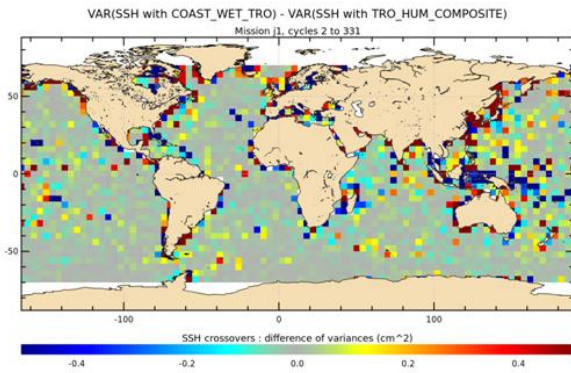 VAR(SSH with COAST_WET_TRO) - VAR(SSH with TRO_HUM_COMPOSITE)
Mission j1, cycles 2 to 331
50
0
-50
-100 0 100
SSH crossovers : difference of variances (cm^2)
-0.4 -0.2 0.0 0.2 0.4